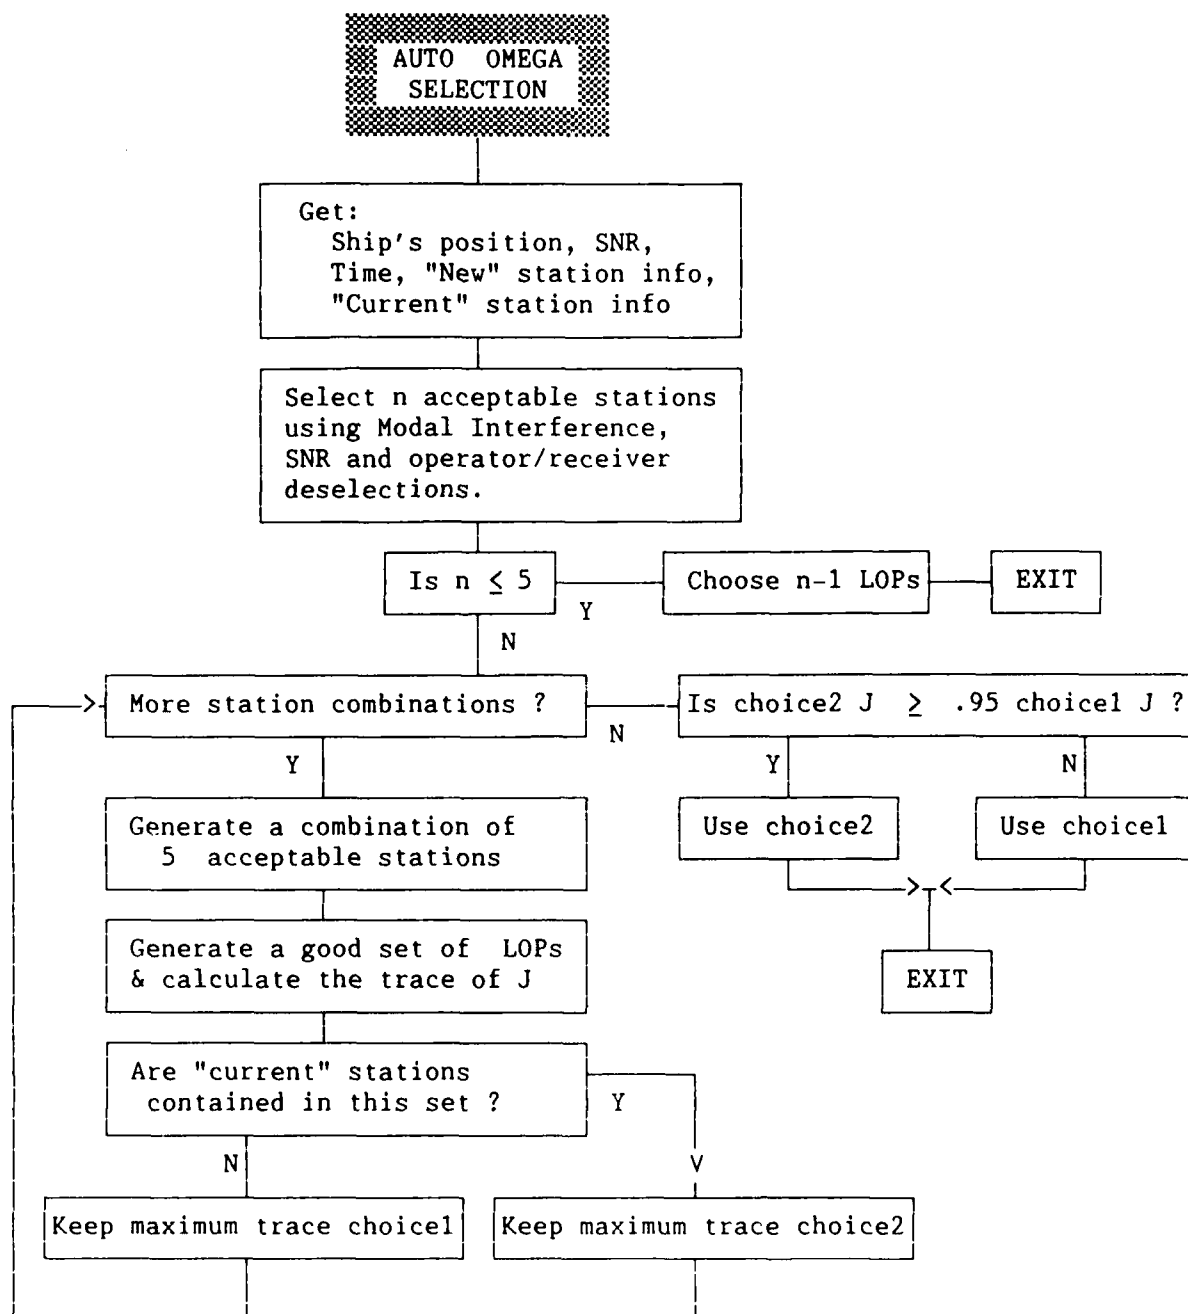 AUTO OMEGA
SELECTION
Get:
Ship's position, SNR,
Time, "New" station info,
"Current" station info
Select n acceptable stations
using Modal Interference,
SNR and operator/receiver
deselections.
Is n ≤ 5
Y
Choose n-1 LOPs
EXIT
N
More station combinations ?
N
Is choice2 J ≥ .95 choice1 J ?
Y
Y
N
Generate a combination of
5 acceptable stations
Use choice2
Use choice1
Generate a good set of LOPs
& calculate the trace of J
EXIT
Are "current" stations
contained in this set ?
Y
N
Keep maximum trace choice1
Keep maximum trace choice2